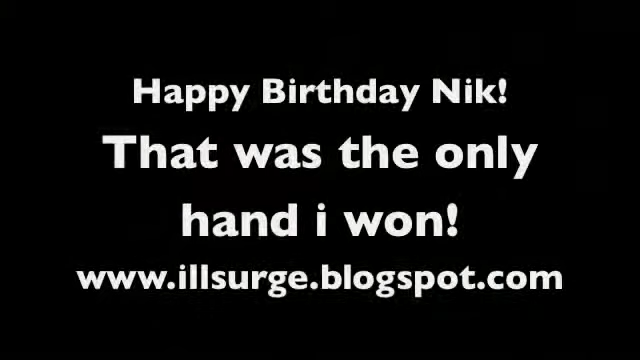 Happy Birthday Nik!
That was the only
hand i won!
www.illsurge.blogspot.com